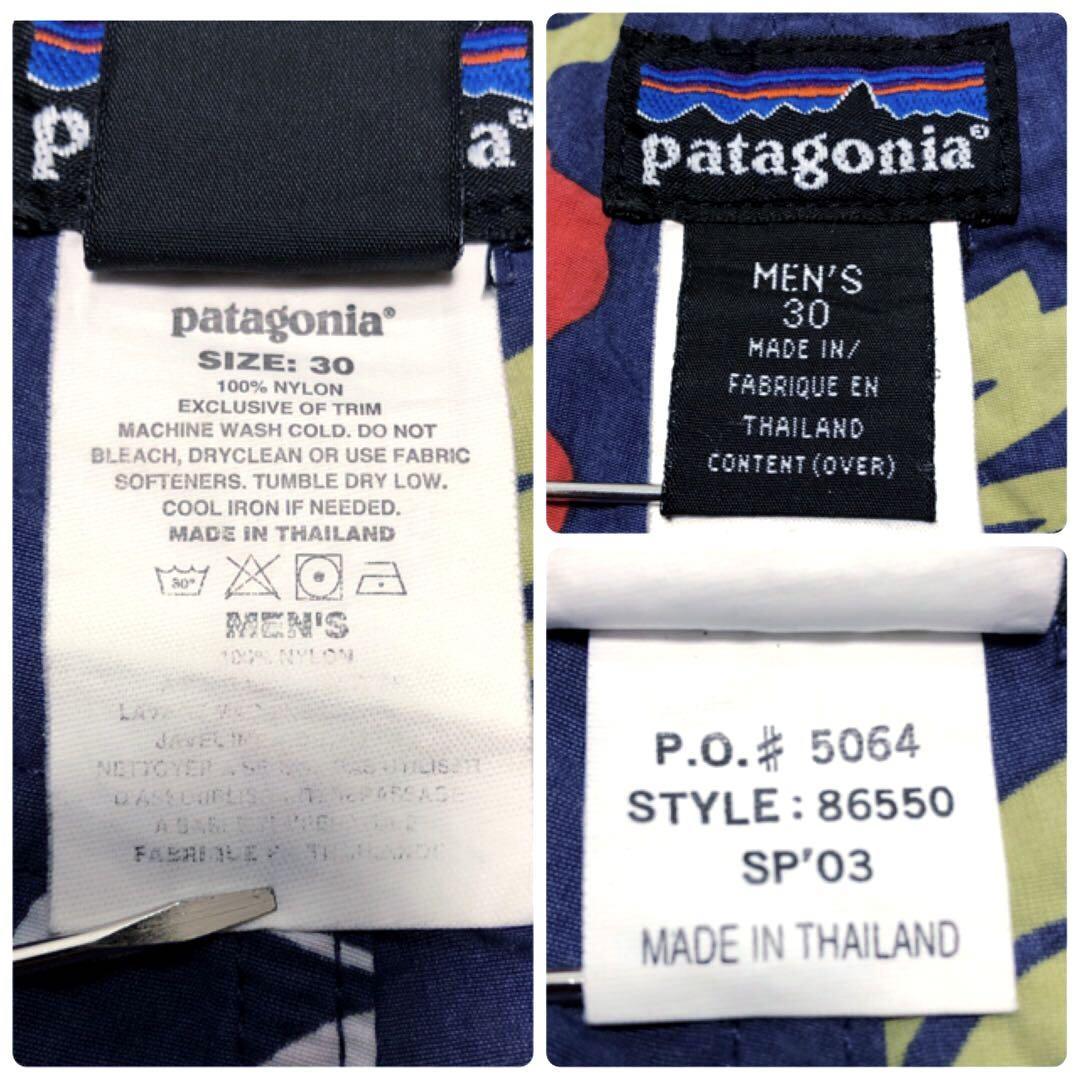 p
a®
patagonia®
SIZE: 30
100% NYLON
EXCLUSIVE OF TRIM
MACHINE WASH COLD. DO NOT
BLEACH, DRYCLEAN OR USE FABRIC
SOFTENERS. TUMBLE DRY LOW.
COOL IRON IF NEEDED.
MADE IN THAILAND
30°
MEN'S
100% NYLON
NETTOYER
patagonia®
MEN'S
30
MADE IN/
FABRIQUE EN
THAILAND
CONTENT (OVER)
P.O.# 5064
STYLE: 86550
SP'03
MADE IN THAILAND